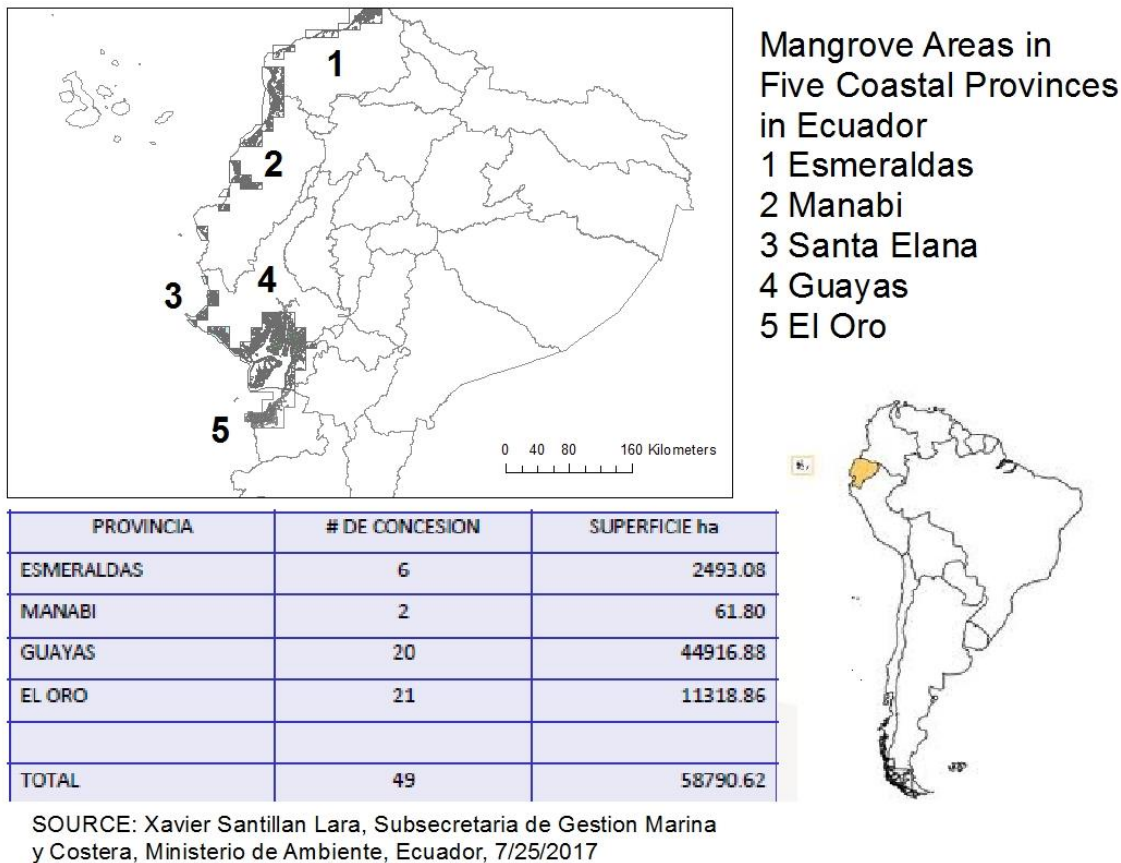 Mangrove Areas in
Five Coastal Provinces
in Ecuador
1 Esmeraldas
2 Manabi
3 Santa Elana
4 Guayas
5 El Oro
1
2
3
4
5
0 40 80 160 Kilometers
PROVINCIA # DE CONCESION SUPERFICIE ha
ESMERALDAS 6 2493.08
MANABI 2 61.80
GUAYAS 20 44916.88
EL ORO 21 11318.86
TOTAL 49 58790.62
SOURCE: Xavier Santillan Lara, Subsecretaria de Gestion Marina
y Costera, Ministerio de Ambiente, Ecuador, 7/25/2017